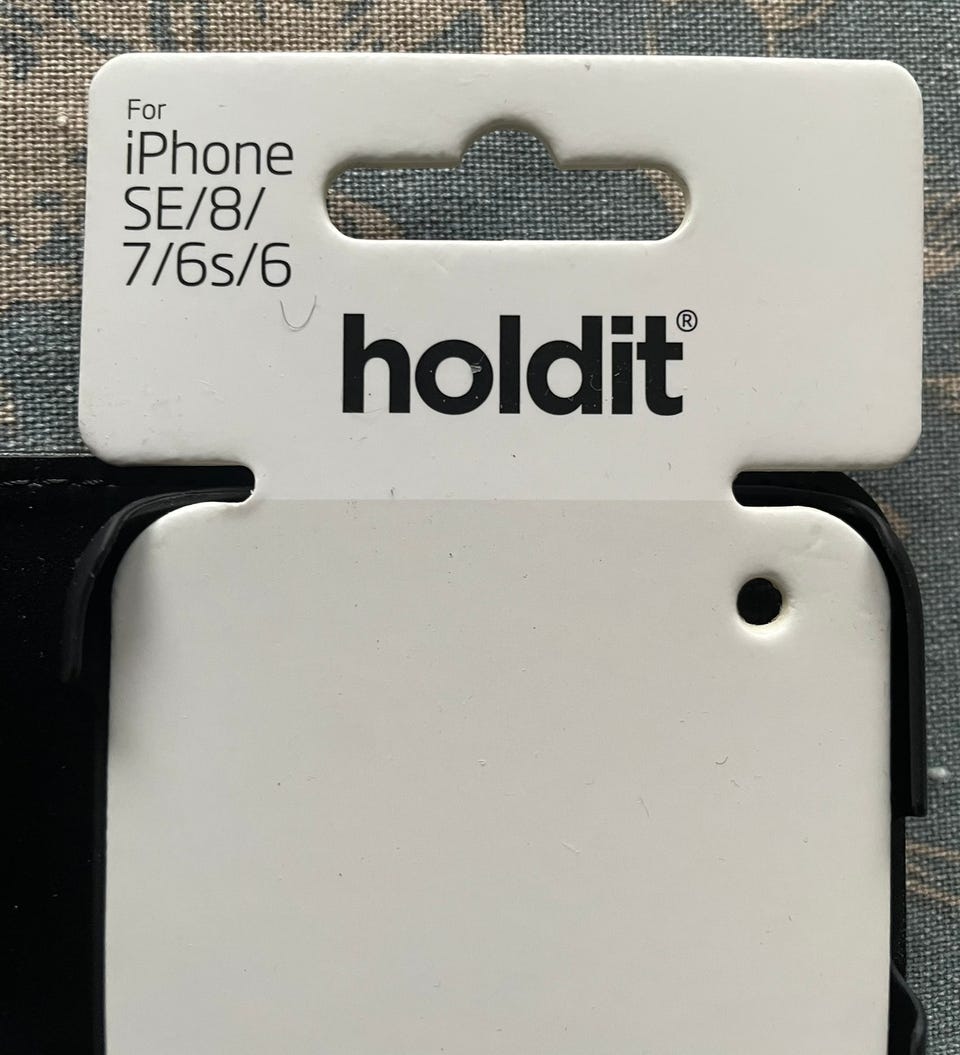 For
iPhone
SE/8/
7/6s/6
holdit®